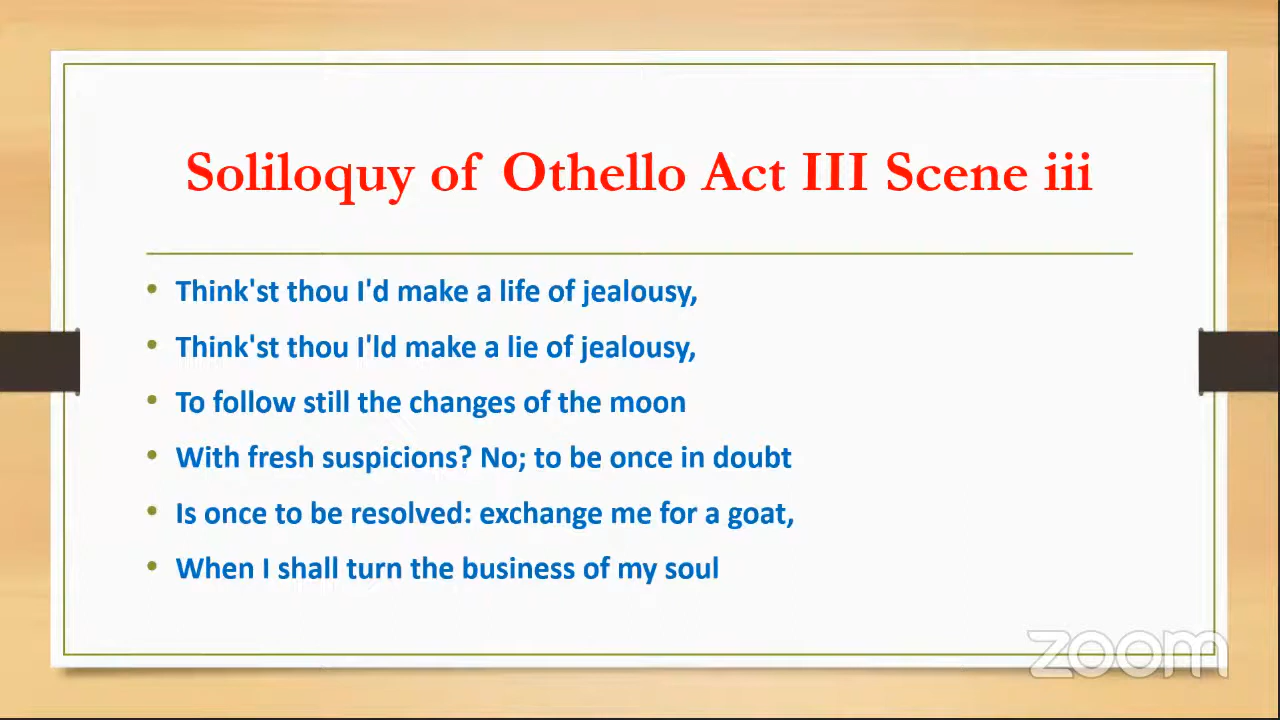 Soliloquy of Othello Act III Scene iii
• Think'st thou I'd make a life of jealousy,
• Think'st thou I'ld make a lie of jealousy,
• To follow still the changes of the moon
• With fresh suspicions? No; to be once in doubt
• Is once to be resolved: exchange me for a goat,
• When I shall turn the business of my soul
zoom